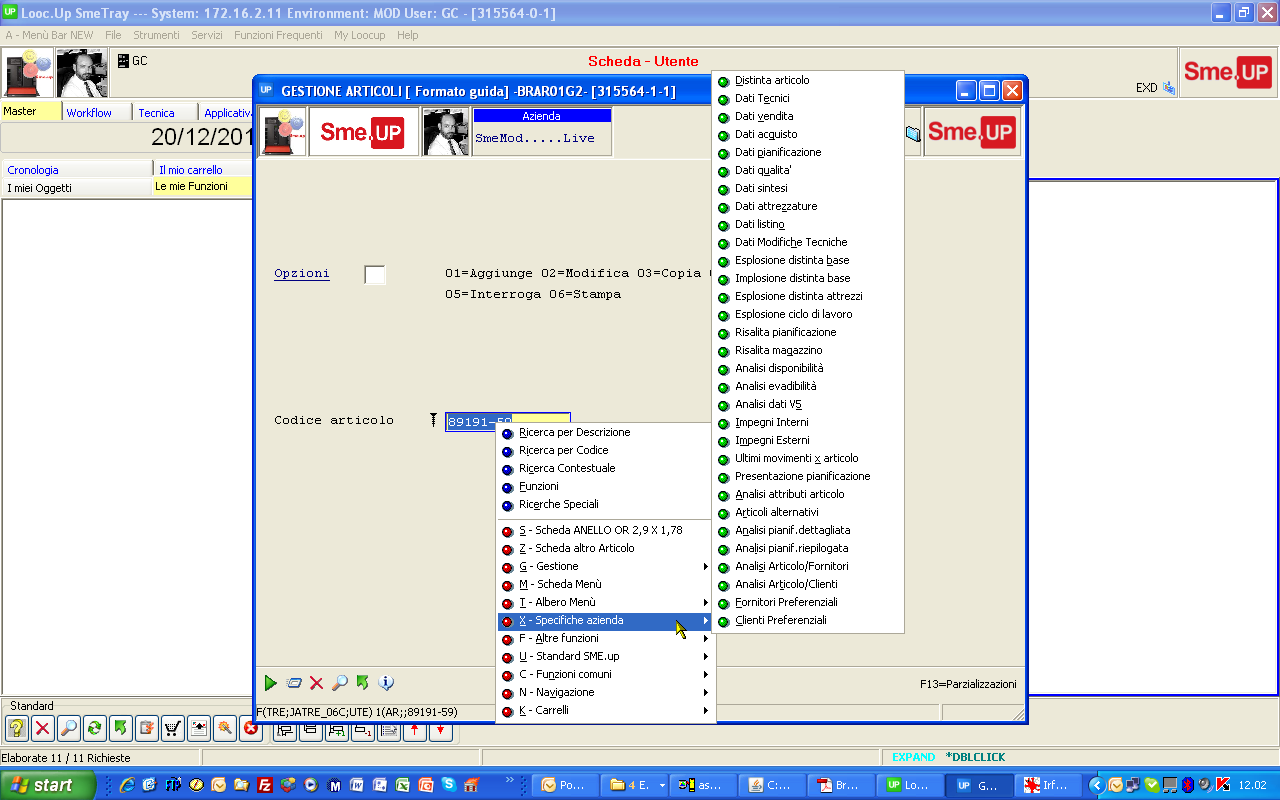 Looc.Up SmeTray --- System: 172.16.2.11 Environment: MOD User: GC - [315564-0-1]
A - Menù Bar NEW File Strumenti Servizi Funzioni Frequenti My Loocup Help
GC
Scheda - Utente
EXD
Sme.UP
Master Workflow Tecnica Applicativa
20/12/201
Cronologia Il mio carrello
I miei Oggetti Le mie Funzioni
UP GESTIONE ARTICOLI [ Formato guida] -BRAR01G2- [315564-1-1]
Sme.UP
Azienda
SmeMod.....Live
Sme.UP
Opzioni
01=Aggiunge 02=Modifica 03=Copia
05=Interroga 06=Stampa
Codice articolo
89191-59
Ricerca per Descrizione
Ricerca per Codice
Ricerca Contestuale
Funzioni
Ricerche Speciali
S - Scheda ANELLO OR 2,9 X 1,78
Z - Scheda altro Articolo
G - Gestione
M - Scheda Menù
T - Albero Menù
X - Specifiche azienda
F - Altre funzioni
U - Standard SME.up
C - Funzioni comuni
N - Navigazione
K - Carrelli
Distinta articolo
Dati Tecnici
Dati vendita
Dati acquisto
Dati pianificazione
Dati qualita'
Dati sintesi
Dati attrezzature
Dati listino
Dati Modifiche Tecniche
Esplosione distinta base
Implosione distinta base
Esplosione distinta attrezzi
Esplosione ciclo di lavoro
Risalita pianificazione
Risalita magazzino
Analisi disponibilità
Analisi evadibilità
Analisi dati V5
Impegni Interni
Impegni Esterni
Ultimi movimenti x articolo
Presentazione pianificazione
Analisi attributi articolo
Articoli alternativi
Analisi pianif.dettagliata
Analisi pianif.riepilogata
Analisi Articolo/Fornitori
Analisi Articolo/Clienti
Fornitori Preferenziali
Clienti Preferenziali
F13=Parzializzazioni
F(TRE;JATRE_06C;UTE) 1(AR;;89191-59)
Standard
Elaborate 11 / 11 Richieste
EXPAND *DBLCLICK
start
Po...
4 E.
as...
C:...
Br...
Lo...
G...
Irf...
12.02